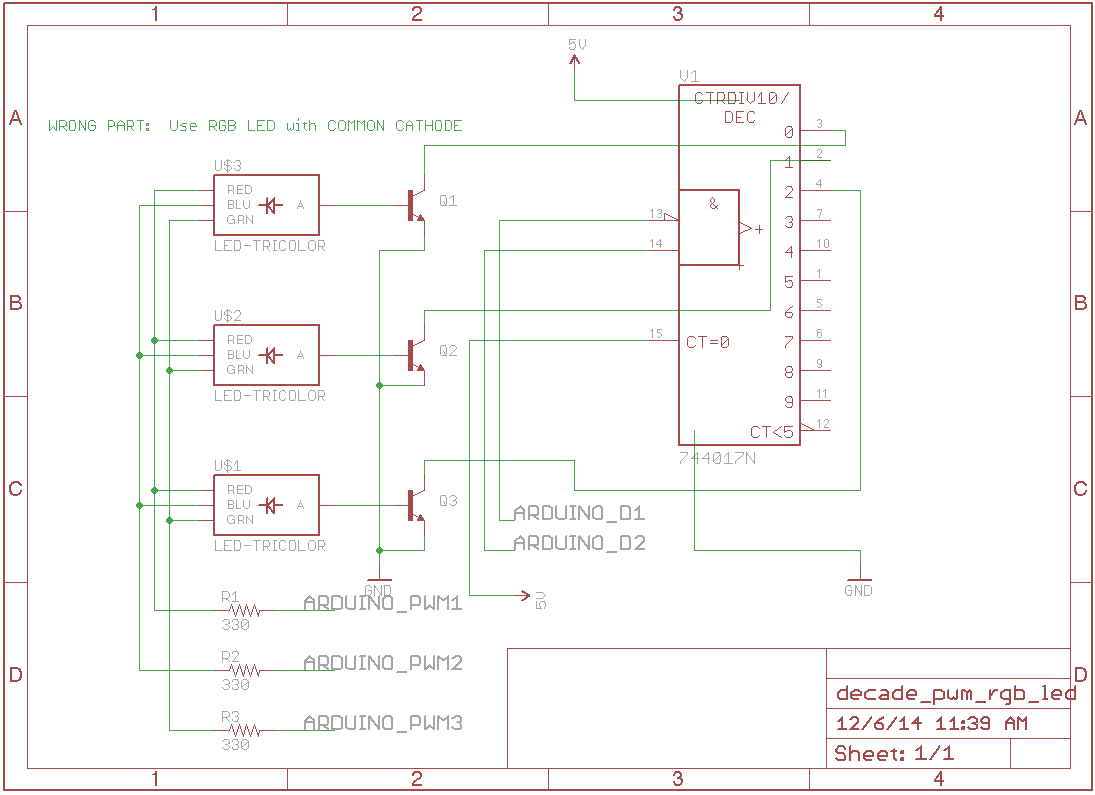 1 2 3 4
5V
V1
CTRDIV10/
DEC
A A
WRONG PART: Use RGB LED with COMMON CATHODE
0 3
1 2
2 4
3 7
4 10
5 1
6 5
7 6
8 9
9 11
CT<5 12
&
+
+
13
14
15 CT=0
744017N
U$3
RED
BLU A
GRN
LED-TRICOLOR
Q1
B B
U$2
RED
BLU A
GRN
LED-TRICOLOR
Q2
C C
U$1
RED
BLU A
GRN
LED-TRICOLOR
Q3
ARDUINO_D1
ARDUINO_D2
GND
5V
GND
R1
330
ARDUINO_PWM1
R2
330
ARDUINO_PWM2
R3
330
ARDUINO_PWM3
D D
decade_pwm_rgb_led
12/6/14 11:39 AM
Sheet: 1/1
1 2 3 4